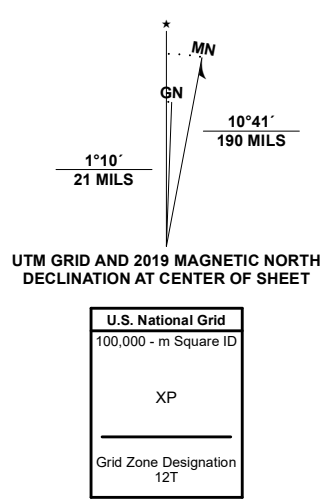 ★
MN
GN
10°41´
190 MILS
1°10´
21 MILS
UTM GRID AND 2019 MAGNETIC NORTH
DECLINATION AT CENTER OF SHEET
U.S. National Grid
100,000 - m Square ID
XP
Grid Zone Designation
12T